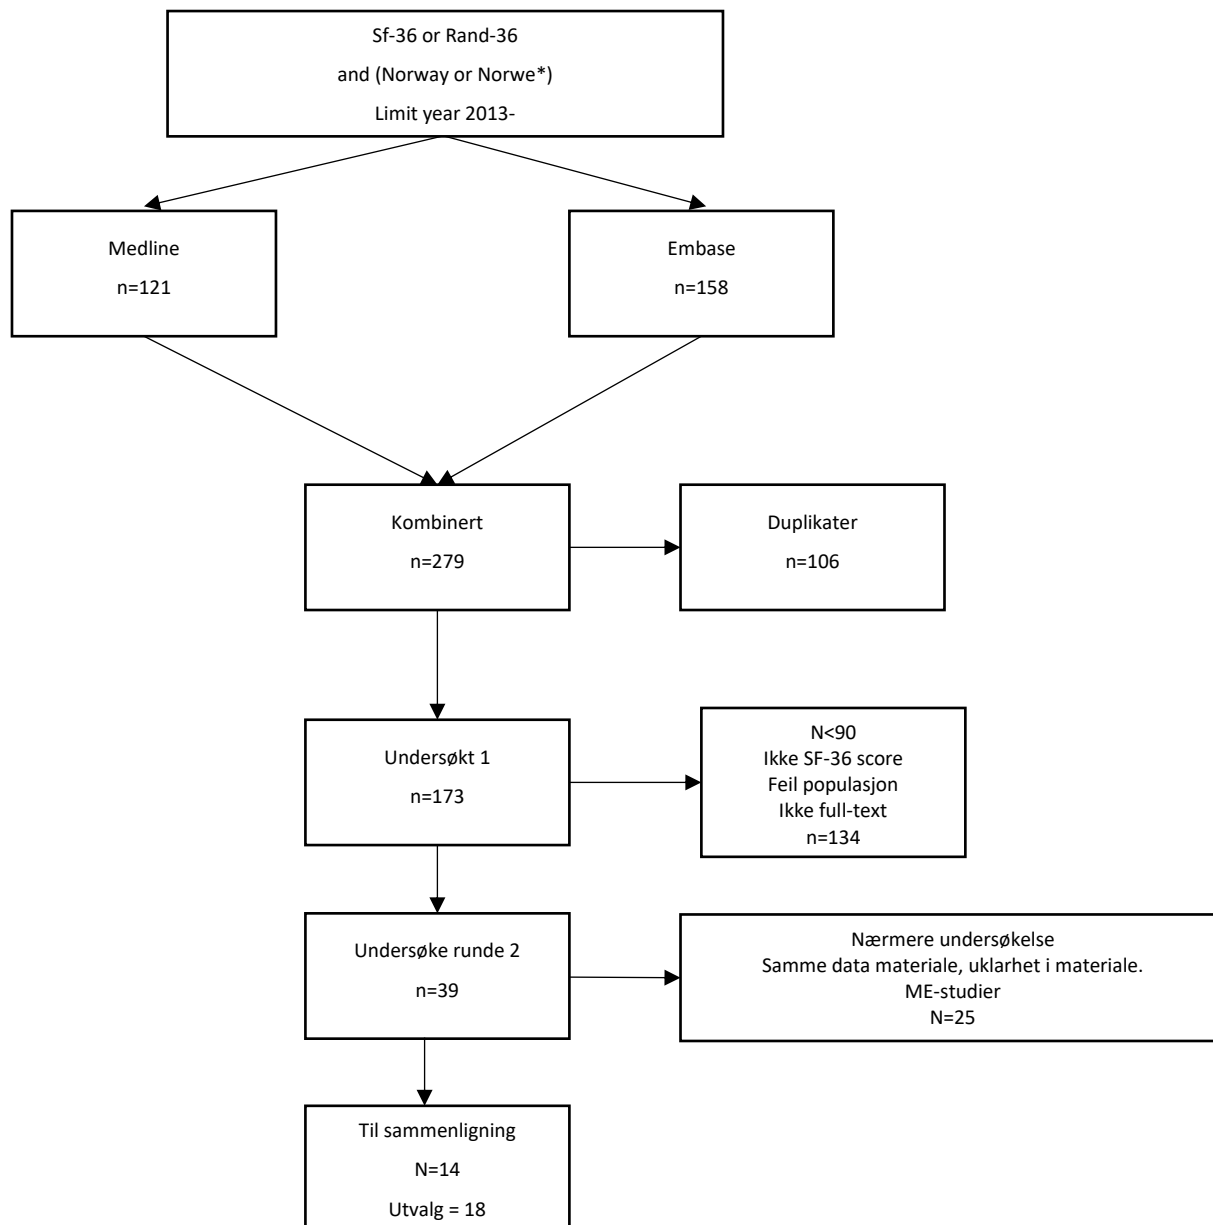 Sf-36 or Rand-36
and (Norway or Norwe*)
Limit year 2013-
Medline
n=121
Embase
n=158
Kombinert
n=279
Duplikater
n=106
Undersøkt 1
n=173
N<90
Ikke SF-36 score
Feil populasjon
Ikke full-text
n=134
Undersøke runde 2
n=39
Nærmere undersøkelse
Samme data materiale, uklarhet i materiale.
ME-studier
N=25
Til sammenligning
N=14
Utvalg = 18